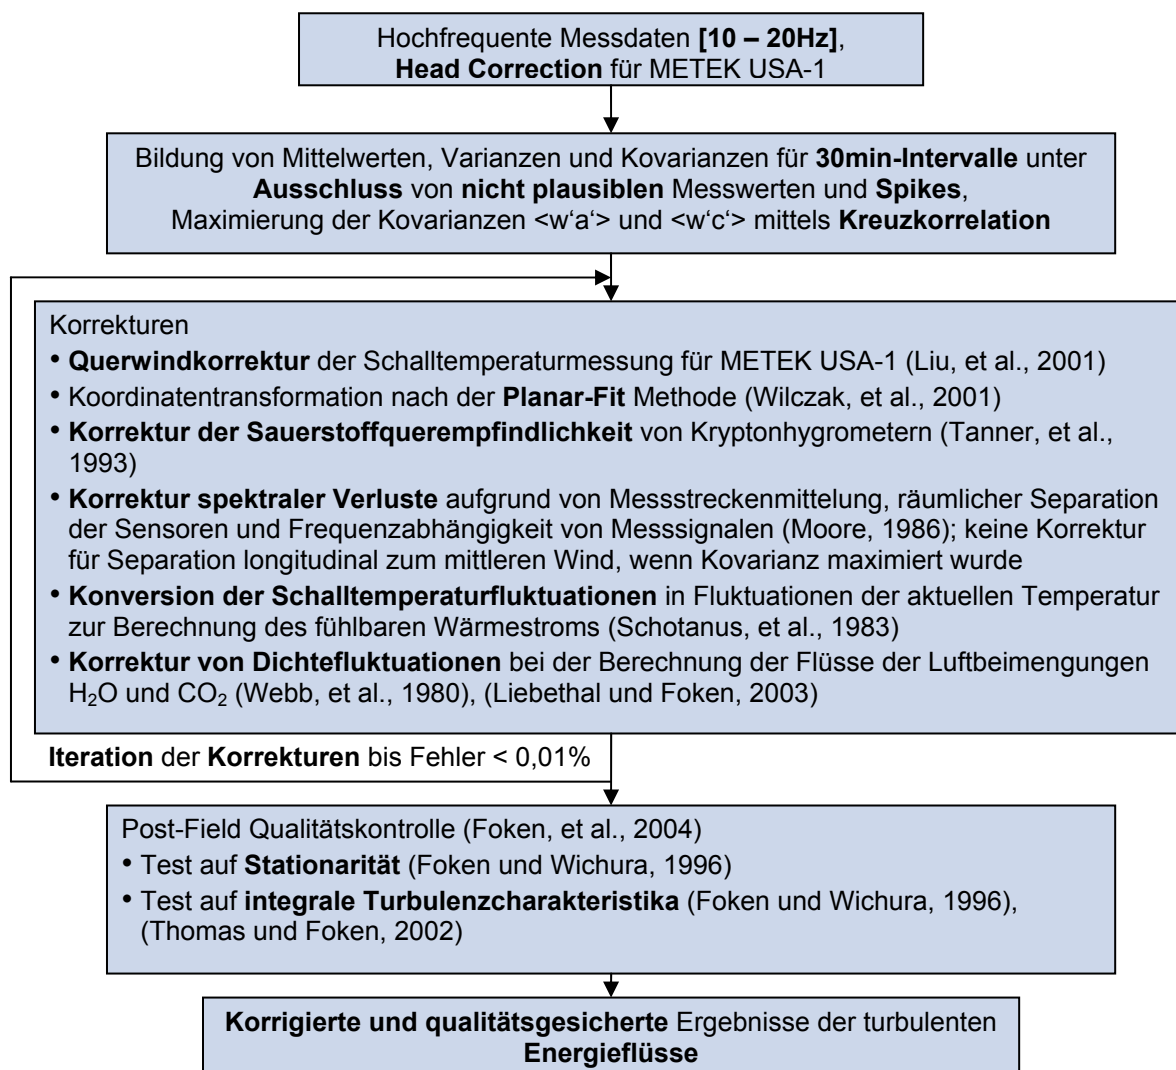 Hochfrequente Messdaten [10 – 20Hz],
Head Correction für METEK USA-1
Bildung von Mittelwerten, Varianzen und Kovarianzen für 30min-Intervalle unter
Ausschluss von nicht plausiblen Messwerten und Spikes,
Maximierung der Kovarianzen <w‘a‘> und <w‘c‘> mittels Kreuzkorrelation
Korrekturen
• Querwindkorrektur der Schalltemperaturmessung für METEK USA-1 (Liu, et al., 2001)
• Koordinatentransformation nach der Planar-Fit Methode (Wilczak, et al., 2001)
• Korrektur der Sauerstoffquerempfindlichkeit von Kryptonhygrometern (Tanner, et al.,
1993)
• Korrektur spektraler Verluste aufgrund von Messstreckenmittelung, räumlicher Separation
der Sensoren und Frequenzabhängigkeit von Messsignalen (Moore, 1986); keine Korrektur
für Separation longitudinal zum mittleren Wind, wenn Kovarianz maximiert wurde
• Konversion der Schalltemperaturfluktuationen in Fluktuationen der aktuellen Temperatur
zur Berechnung des fühlbaren Wärmestroms (Schotanus, et al., 1983)
• Korrektur von Dichtefluktuationen bei der Berechnung der Flüsse der Luftbeimengungen
H₂O und CO₂ (Webb, et al., 1980), (Liebethal und Foken, 2003)
Iteration der Korrekturen bis Fehler < 0,01%
Post-Field Qualitätskontrolle (Foken, et al., 2004)
• Test auf Stationarität (Foken und Wichura, 1996)
• Test auf integrale Turbulenzcharakteristika (Foken und Wichura, 1996),
(Thomas und Foken, 2002)
Korrigierte und qualitätsgesicherte Ergebnisse der turbulenten
Energieflüsse